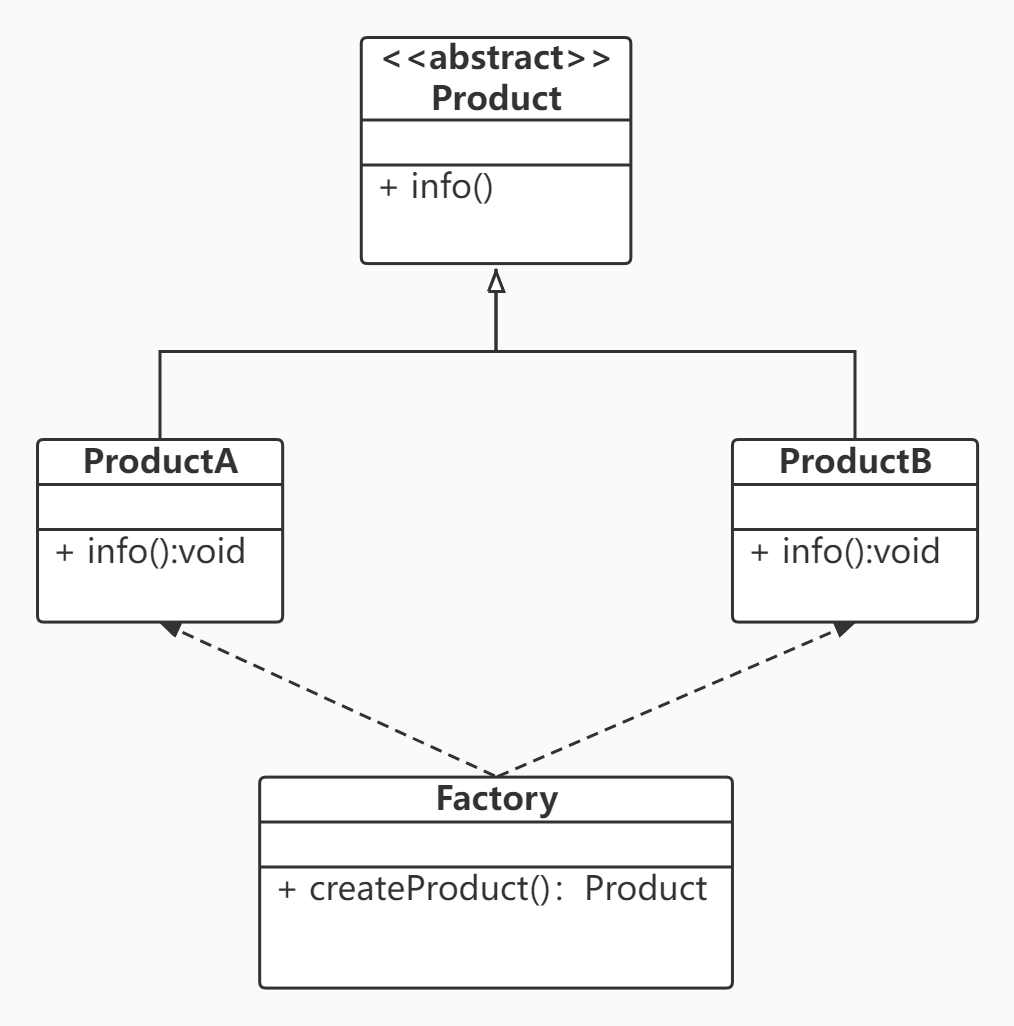 <<abstract>>
Product
+ info()
ProductA
+ info():void
ProductB
+ info():void
Factory
+ createProduct()： Product